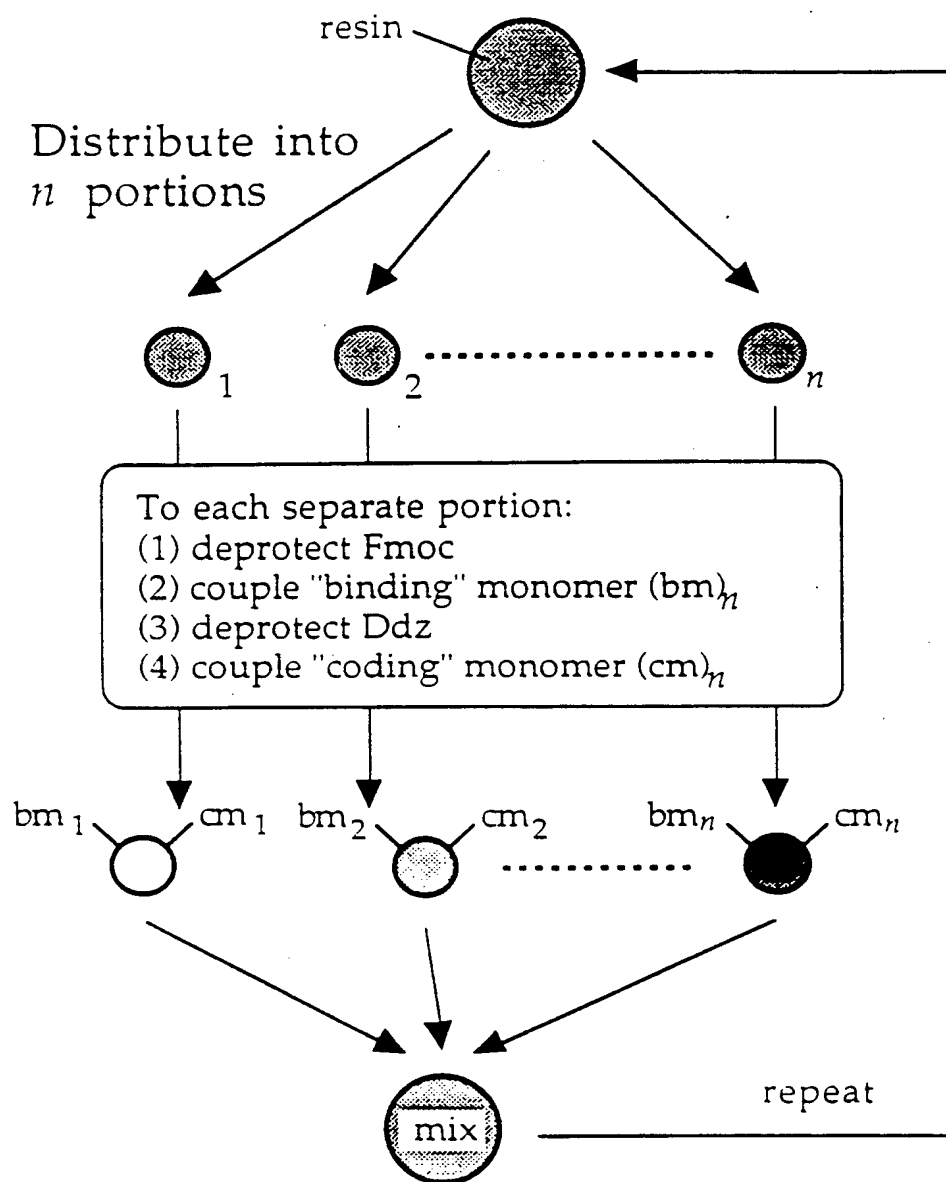 resin
Distribute into
n portions
1
2
n
To each separate portion:
(1) deprotect Fmoc
(2) couple "binding" monomer (bm)n
(3) deprotect Ddz
(4) couple "coding" monomer (cm)n
bm1 cm1 bm2 cm2 bmn cmn
mix
repeat